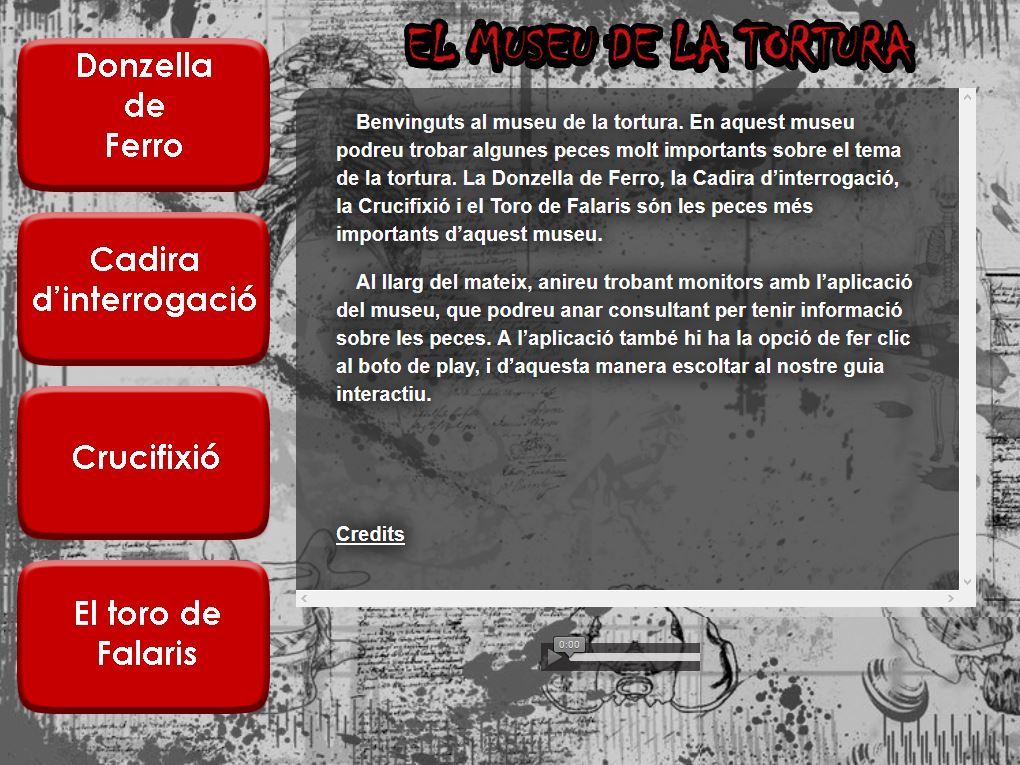 EL MUSEU DE LA TORTURA
Donzella
de
Ferro
Cadira
d’interrogació
Crucifixió
El toro de
Falaris
Benvinguts al museu de la tortura. En aquest museu
podreu trobar algunes peces molt importants sobre el tema
de la tortura. La Donzella de Ferro, la Cadira d’interrogació,
la Crucifixió i el Toro de Falaris són les peces més
importants d’aquest museu.
Al llarg del mateix, anireu trobant monitors amb l’aplicació
del museu, que podreu anar consultant per tenir informació
sobre les peces. A l’aplicació també hi ha la opció de fer clic
al boto de play, i d’aquesta manera escoltar al nostre guia
interactiu.
Credits
0:00